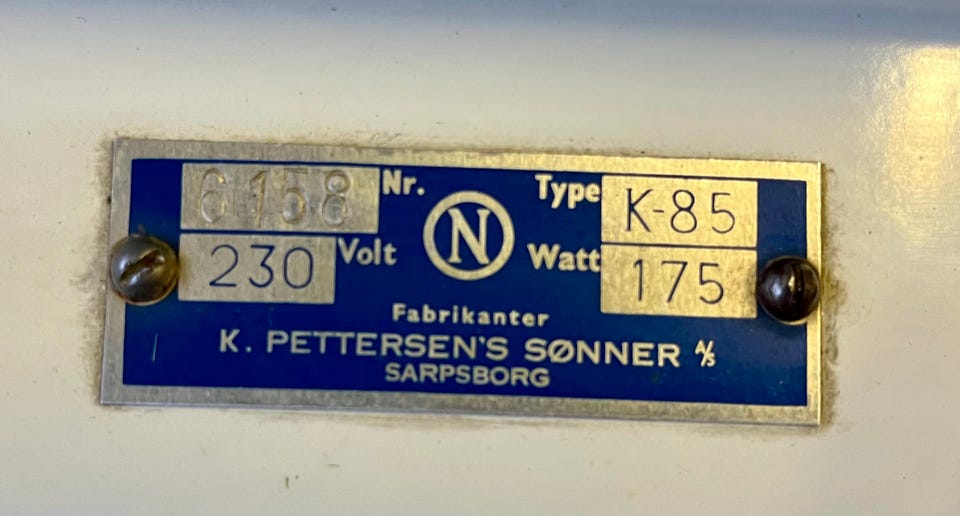 6158 Nr. N Type K-85
230 Volt Watt 175
Fabrikanter
K. PETTERSEN'S SØNNER A/S
SARPSBORG